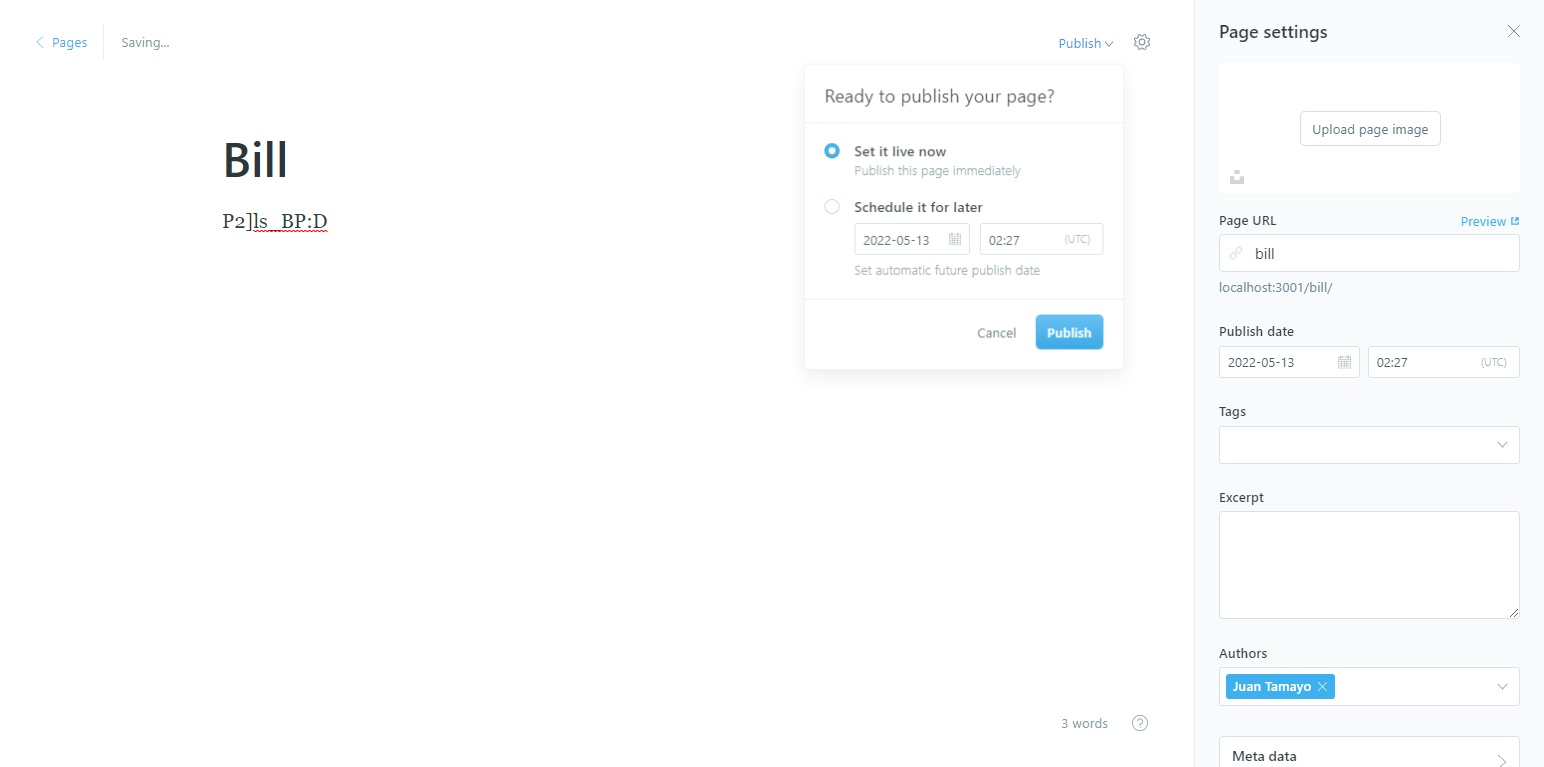 Pages
Saving...
Publish
Ready to publish your page?
Set it live now
Publish this page immediately
Schedule it for later
2022-05-13
02:27
(UTC)
Set automatic future publish date
Cancel
Publish
Bill
P2]ls_BP:D
3 words
?
Page settings
Upload page image
Page URL
Preview
bill
localhost:3001/bill/
Publish date
2022-05-13
02:27
(UTC)
Tags
Excerpt
Authors
Juan Tamayo
Meta data